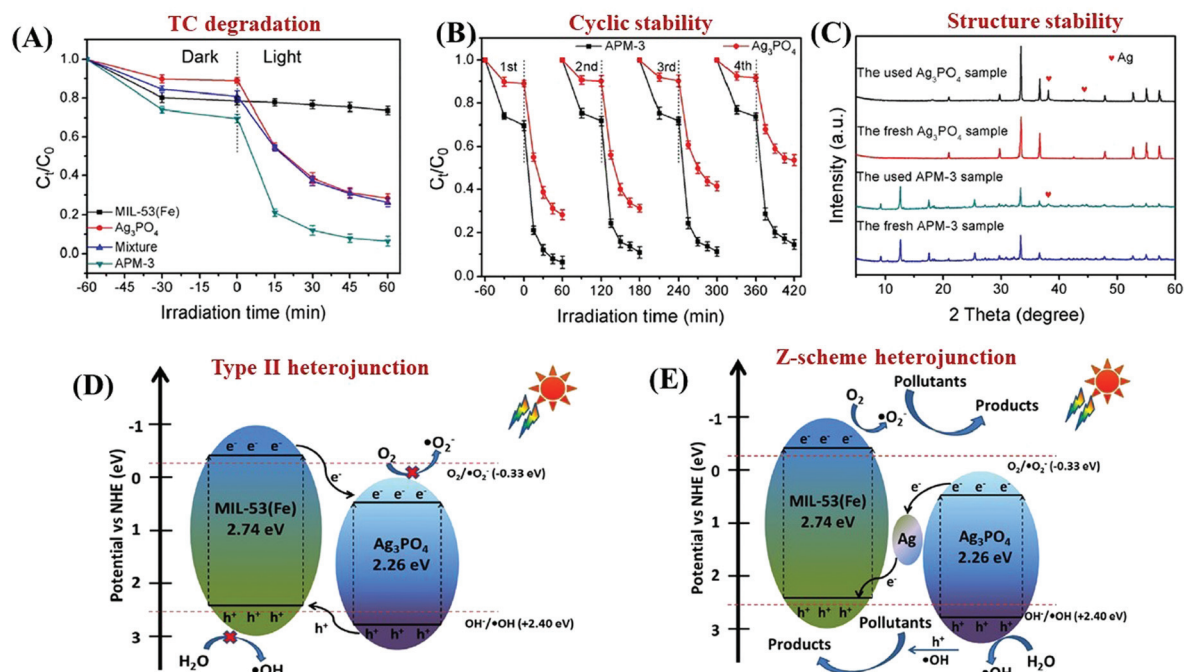 (A)
TC degradation
Dark
Light
1.0
0.8
0.6
0.4
0.2
0.0
Cₜ/C₀
MIL-53(Fe)
Ag₃PO₄
Mixture
APM-3
-60 -45 -30 -15 0 15 30 45 60
Irradiation time (min)
(B)
Cyclic stability
APM-3
Ag₃PO₄
1st
2nd
3rd
4th
1.0
0.8
0.6
0.4
0.2
0.0
Cₜ/C₀
-60 0 60 120 180 240 300 360 420
Irradiation time (min)
(C)
Structure stability
Ag
The used Ag₃PO₄ sample
The fresh Ag₃PO₄ sample
The used APM-3 sample
The fresh APM-3 sample
Intensity (a.u.)
10 20 30 40 50 60
2 Theta (degree)
(D)
Type II heterojunction
Potential vs NHE (eV)
-1
0
1
2
3
e⁻ e⁻ e⁻
MIL-53(Fe)
2.74 eV
h⁺ h⁺ h⁺
e⁻
O₂
•O₂⁻
O₂/•O₂⁻ (-0.33 eV)
e⁻ e⁻ e⁻
Ag₃PO₄
2.26 eV
h⁺ h⁺ h⁺
h⁺
OH⁻/•OH (+2.40 eV)
H₂O
•OH
(E)
Z-scheme heterojunction
Potential vs NHE (eV)
-1
0
1
2
3
O₂
•O₂⁻
Pollutants
Products
O₂/•O₂⁻ (-0.33 eV)
e⁻ e⁻ e⁻
MIL-53(Fe)
2.74 eV
h⁺ h⁺ h⁺
e⁻
Ag
e⁻
e⁻ e⁻ e⁻
Ag₃PO₄
2.26 eV
h⁺ h⁺ h⁺
OH⁻/•OH (+2.40 eV)
Pollutants
Products
h⁺
•OH
•OH
H₂O